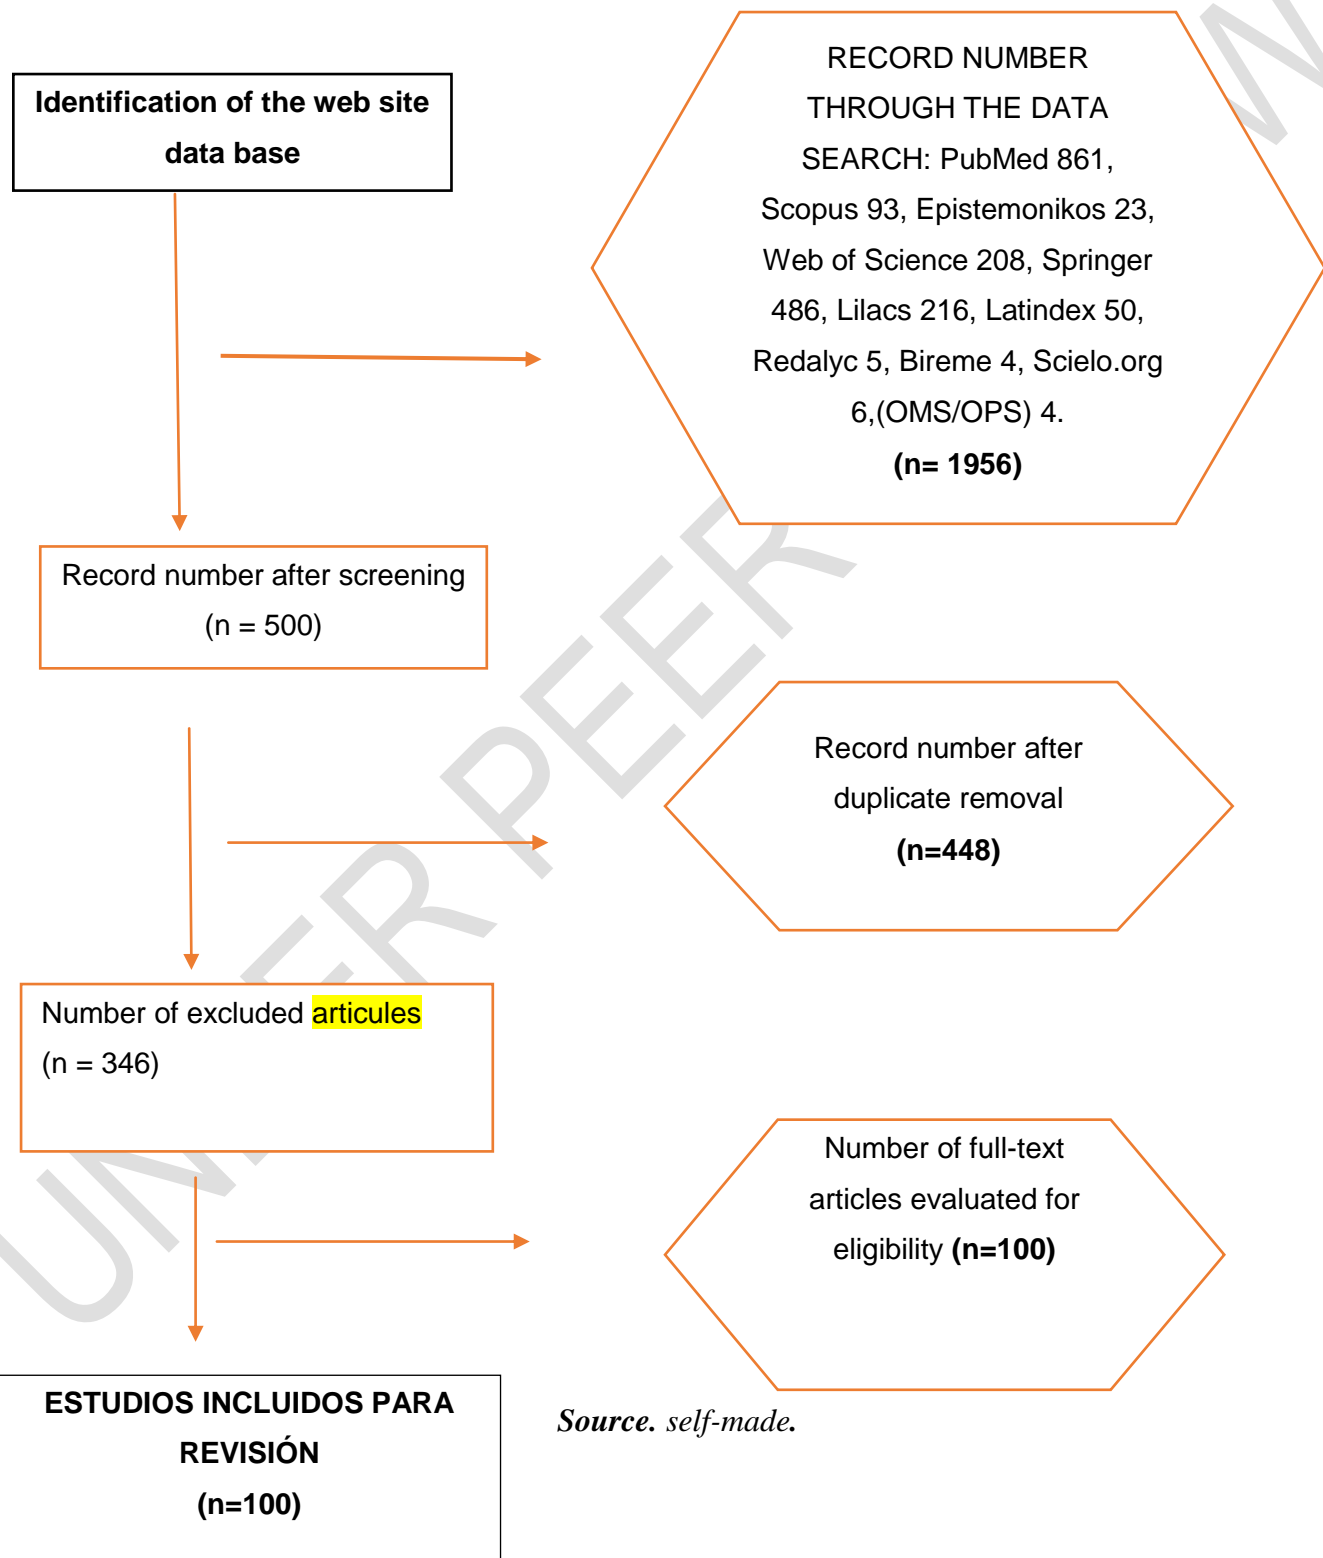 Identification of the web site
data base
RECORD NUMBER
THROUGH THE DATA
SEARCH: PubMed 861,
Scopus 93, Epistemonikos 23,
Web of Science 208, Springer
486, Lilacs 216, Latindex 50,
Redalyc 5, Bireme 4, Scielo.org
6,(OMS/OPS) 4.
(n= 1956)
Record number after screening
(n = 500)
Record number after
duplicate removal
(n=448)
Number of excluded articules
(n = 346)
Number of full-text
articles evaluated for
eligibility (n=100)
ESTUDIOS INCLUIDOS PARA
REVISIÓN
(n=100)
Source. self-made.
UNDER PEER